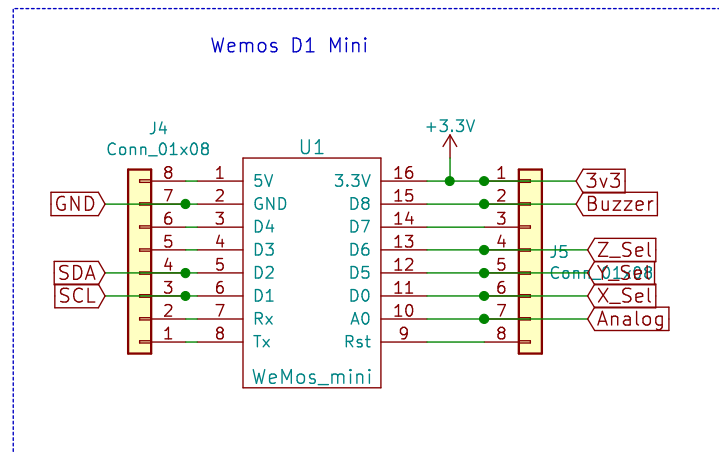 Wemos D1 Mini
J4
Conn_01x08
U1
+3.3V
8 1 5V 3.3V 16 1 3v3
GND 7 2 GND D8 15 2 Buzzer
6 3 D4 D7 14 3
5 4 D3 D6 13 4 Z_Sel
J5
SDA 4 5 D2 D5 12 5 Conn_01x08 Y_Sel
SCL 3 6 D1 D0 11 6 X_Sel
2 7 Rx A0 10 7 Analog
1 8 Tx Rst 9 8
WeMos_mini